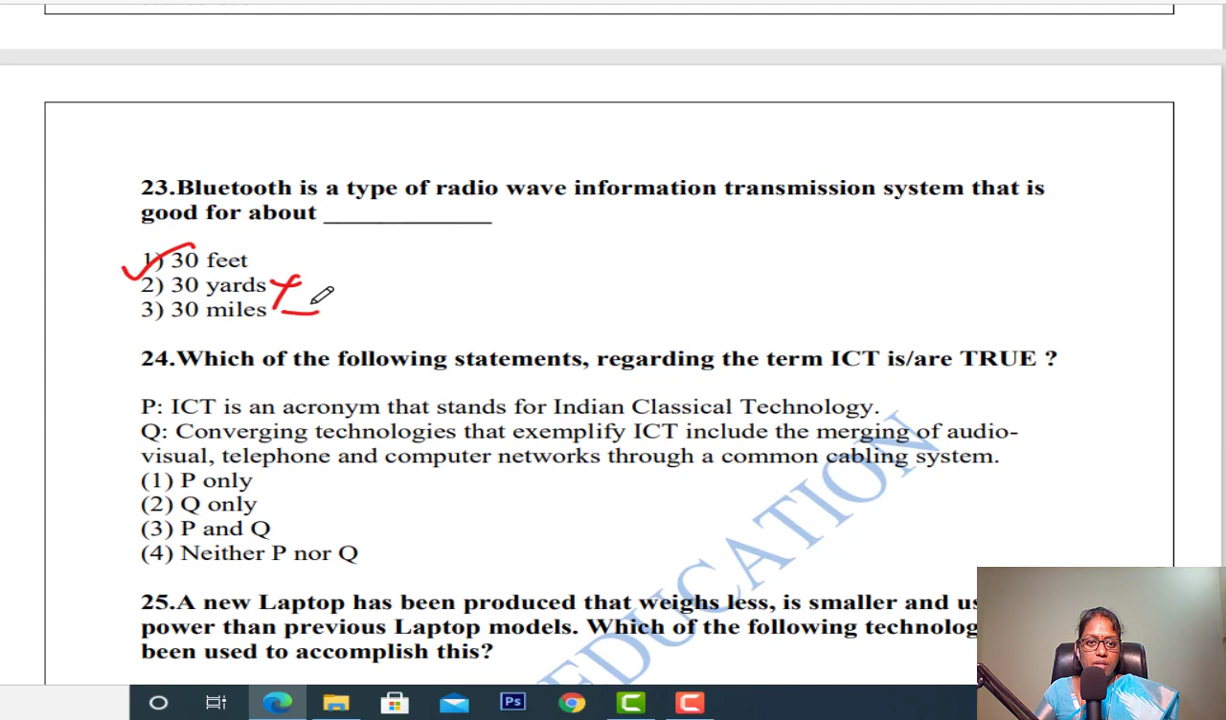 23.Bluetooth is a type of radio wave information transmission system that is
good for about ______________
1) 30 feet
2) 30 yards
3) 30 miles
24.Which of the following statements, regarding the term ICT is/are TRUE ?
P: ICT is an acronym that stands for Indian Classical Technology.
Q: Converging technologies that exemplify ICT include the merging of audio-
visual, telephone and computer networks through a common cabling system.
(1) P only
(2) Q only
(3) P and Q
(4) Neither P nor Q
EDUCATION
25.A new Laptop has been produced that weighs less, is smaller and us
power than previous Laptop models. Which of the following technolog
been used to accomplish this?
Ps